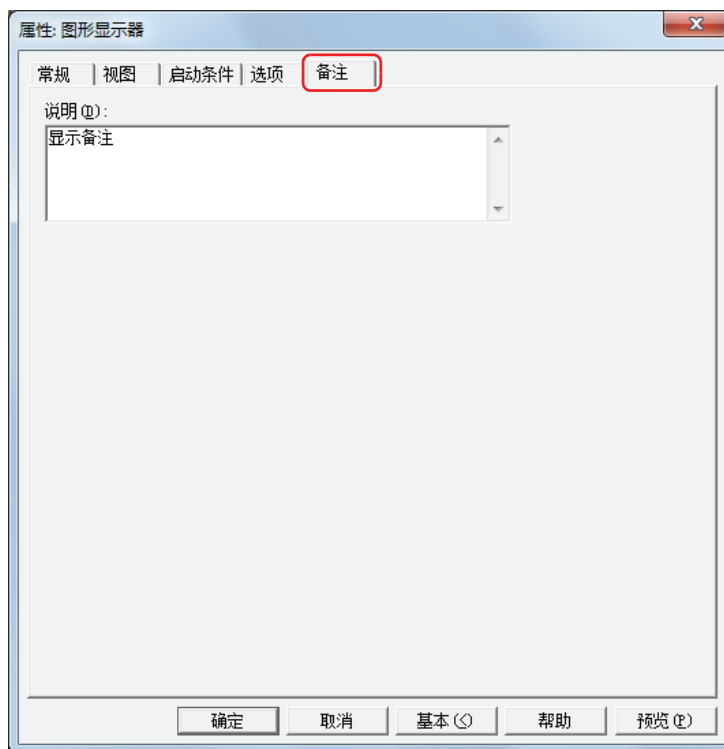 属性: 图形显示器
常规 视图 启动条件 选项 备注
说明(D):
显示备注
确定 取消 基本(<) 帮助 预览(P)